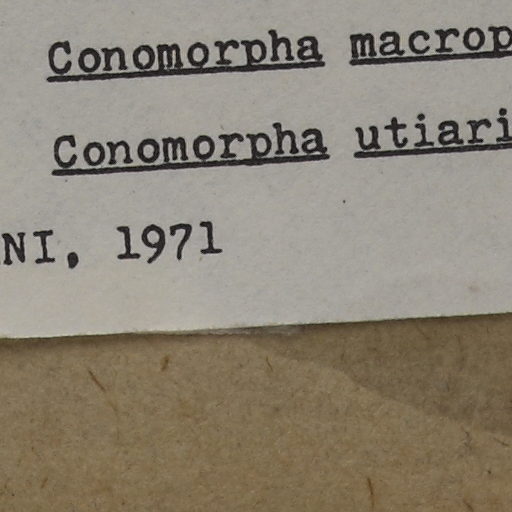 Conomorpha macrop
Conomorpha utiari
NI, 1971